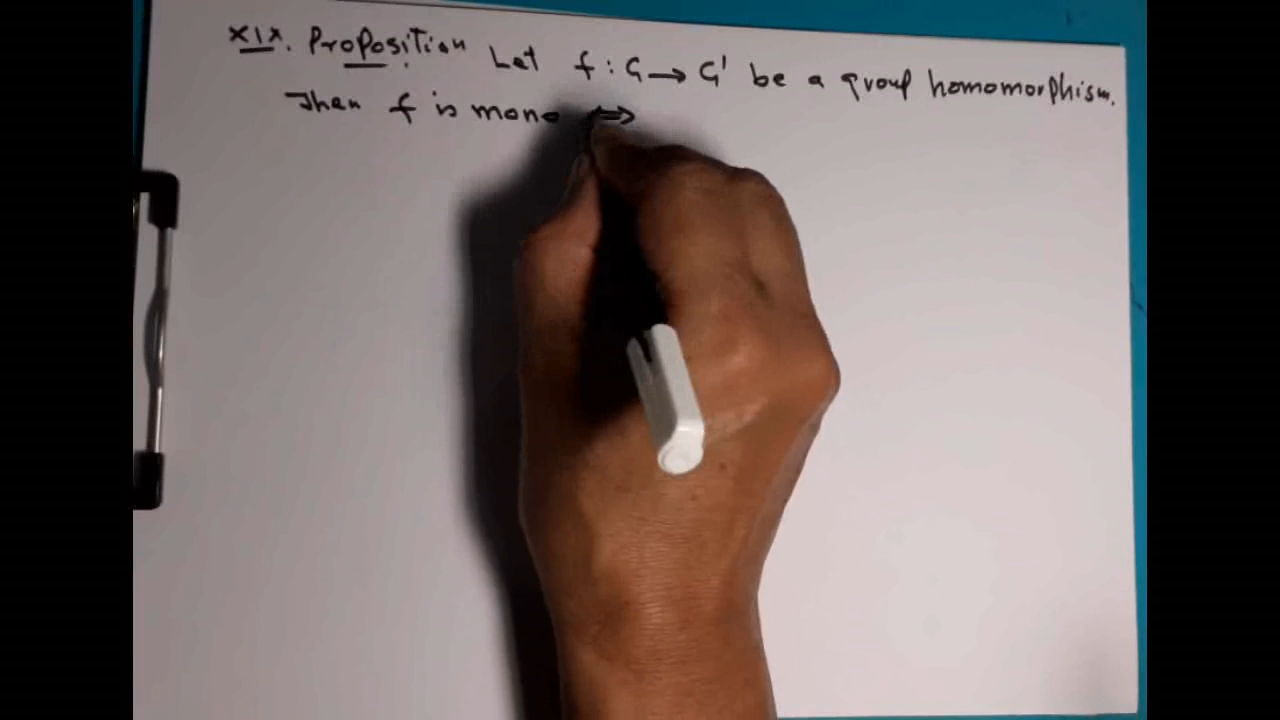 XIX. Proposition Let f : G → G' be a group homomorphism.
Then f is mono ⇔